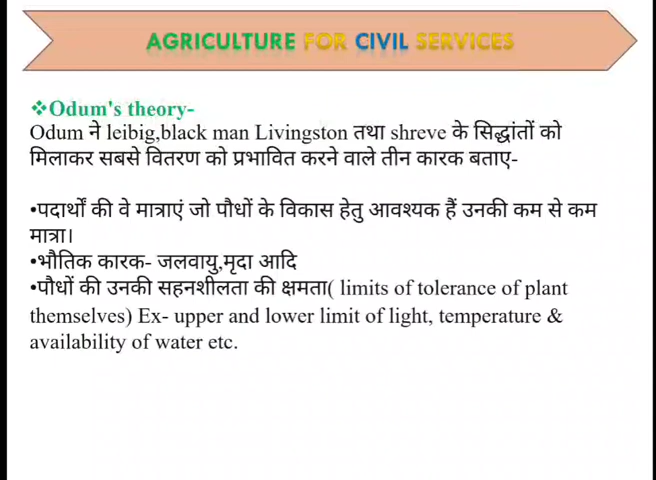 AGRICULTURE FOR CIVIL SERVICES
❖Odum's theory-
Odum ने leibig,black man Livingston तथा shreve के सिद्धांतों को
मिलाकर सबसे वितरण को प्रभावित करने वाले तीन कारक बताए-
•पदार्थों की वे मात्राएं जो पौधों के विकास हेतु आवश्यक हैं उनकी कम से कम
मात्रा।
•भौतिक कारक- जलवायु,मृदा आदि
•पौधों की उनकी सहनशीलता की क्षमता( limits of tolerance of plant
themselves) Ex- upper and lower limit of light, temperature &
availability of water etc.